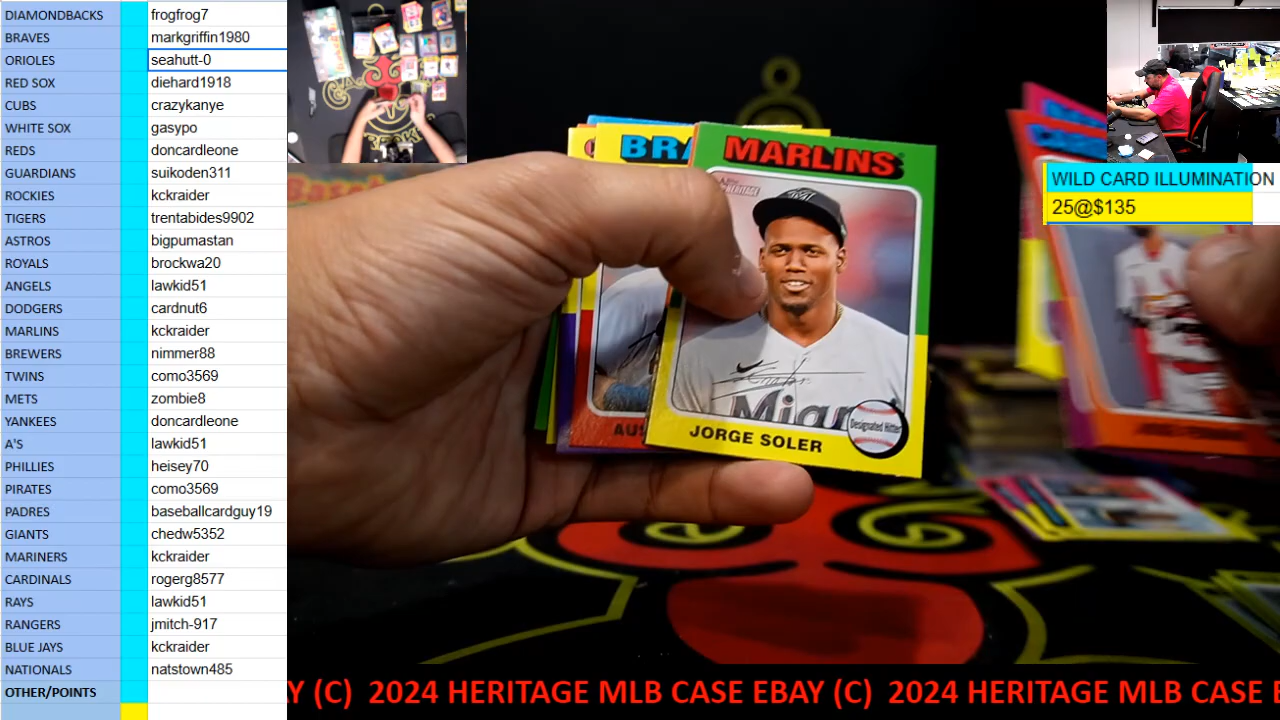 DIAMONDBACKS frogfrog7
BRAVES markgriffin1980
ORIOLES seahutt-0
RED SOX diehard1918
CUBS crazykanye
WHITE SOX gasypo
REDS doncardleone
GUARDIANS suikoden311
ROCKIES kckraider
TIGERS trentabides9902
ASTROS bigpumastan
ROYALS brockwa20
ANGELS lawkid51
DODGERS cardnut6
MARLINS kckraider
BREWERS nimmer88
TWINS como3569
METS zombie8
YANKEES doncardleone
A'S lawkid51
PHILLIES heisey70
PIRATES como3569
PADRES baseballcardguy19
GIANTS chedw5352
MARINERS kckraider
CARDINALS rogerg8577
RAYS lawkid51
RANGERS jmitch-917
BLUE JAYS kckraider
NATIONALS natstown485
OTHER/POINTS
WILD CARD ILLUMINATION
25@$135
BRA
MARLINS
HERITAGE
Miam
Designated Hitter
AUS
JORGE SOLER
Y (C) 2024 HERITAGE MLB CASE EBAY (C) 2024 HERITAGE MLB CASE E